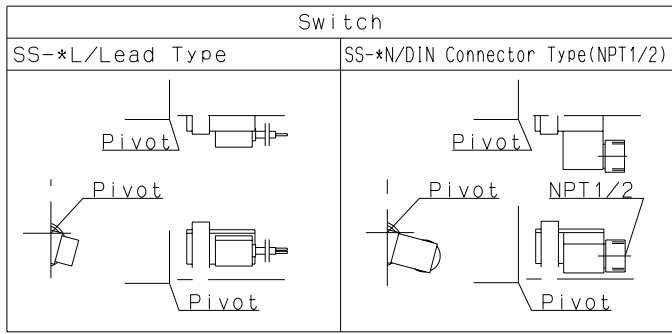 Switch
SS-*L/Lead Type
SS-*N/DIN Connector Type(NPT1/2)
Pivot
Pivot
Pivot
Pivot
NPT1/2
Pivot
Pivot